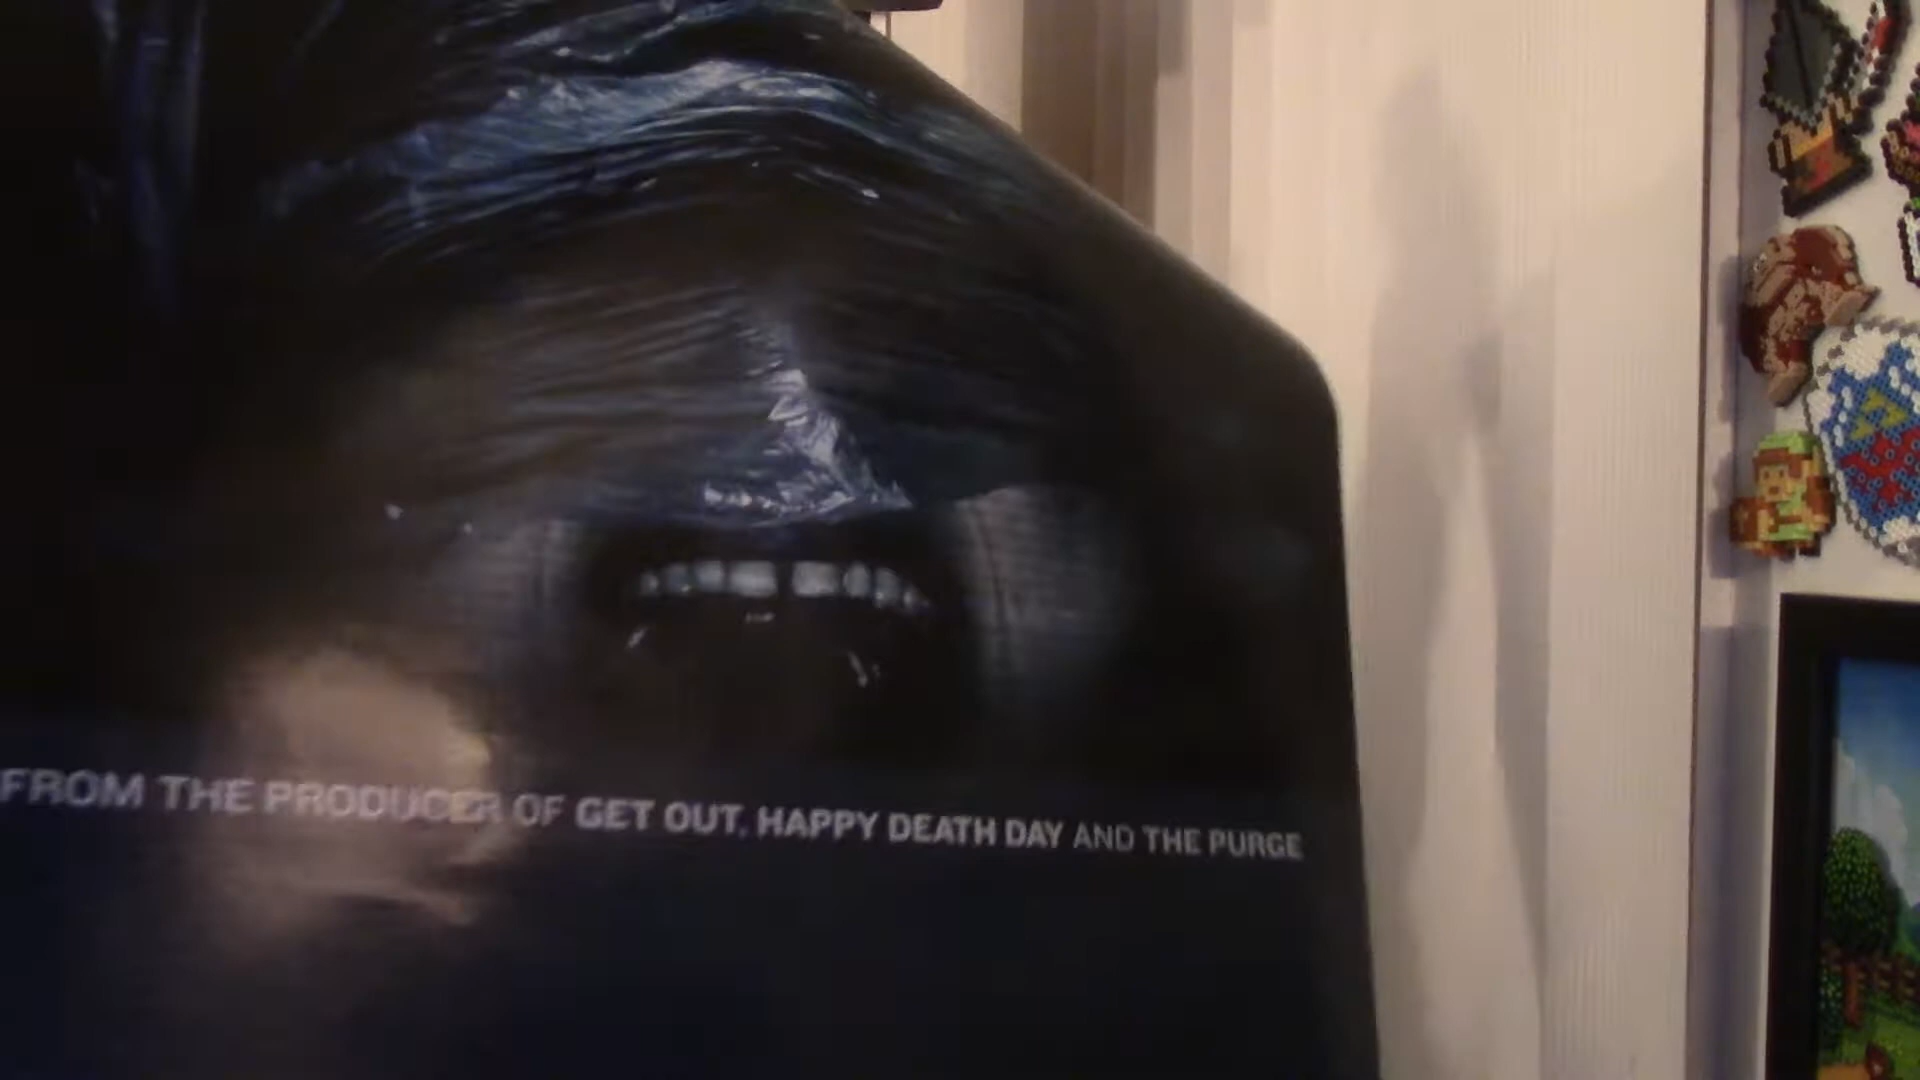 FROM THE PRODUCER OF GET OUT, HAPPY DEATH DAY AND THE PURGE